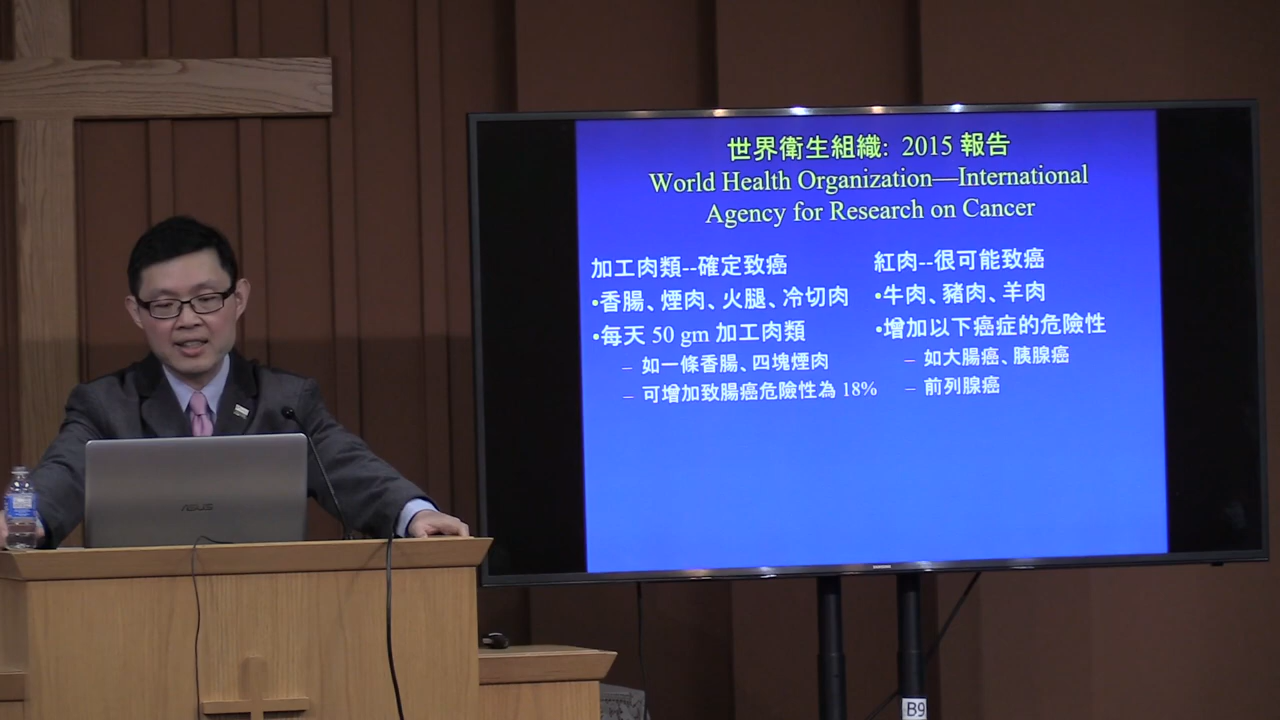 世界衛生組織: 2015 報告
World Health Organization—International
Agency for Research on Cancer
加工肉類--確定致癌
•香腸、煙肉、火腿、冷切肉
•每天 50 gm 加工肉類
– 如一條香腸、四塊煙肉
– 可增加致腸癌危險性為 18%
紅肉--很可能致癌
•牛肉、豬肉、羊肉
•增加以下癌症的危險性
– 如大腸癌、胰腺癌
– 前列腺癌
ASUS
SAMSUNG
B9